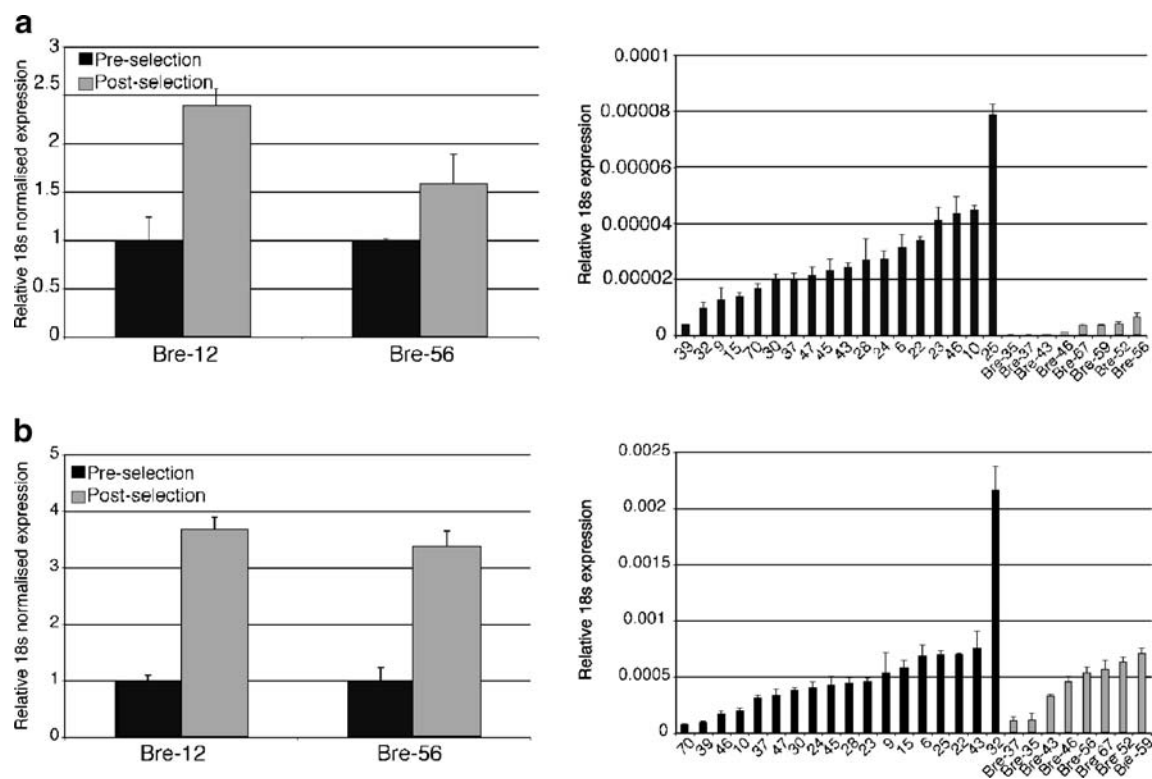 a
Relative 18s normalised expression
3
2.5
2
1.5
1
0.5
0
Pre-selection
Post-selection
Bre-12
Bre-56
Relative 18s expression
0.0001
0.00008
0.00006
0.00004
0.00002
0
39 32 9 15 70 30 37 47 45 43 28 24 6 22 23 46 10 25 Bre-35 Bre-37 Bre-43 Bre-46 Bre-67 Bre-59 Bre-52 Bre-56
b
Relative 18s normalised expression
5
4
3
2
1
0
Pre-selection
Post-selection
Bre-12
Bre-56
Relative 18s expression
0.0025
0.002
0.0015
0.001
0.0005
0
70 39 46 10 37 47 30 24 45 28 23 9 15 6 25 22 43 32 Bre-37 Bre-35 Bre-43 Bre-46 Bre-56 Bre-67 Bre-52 Bre-59